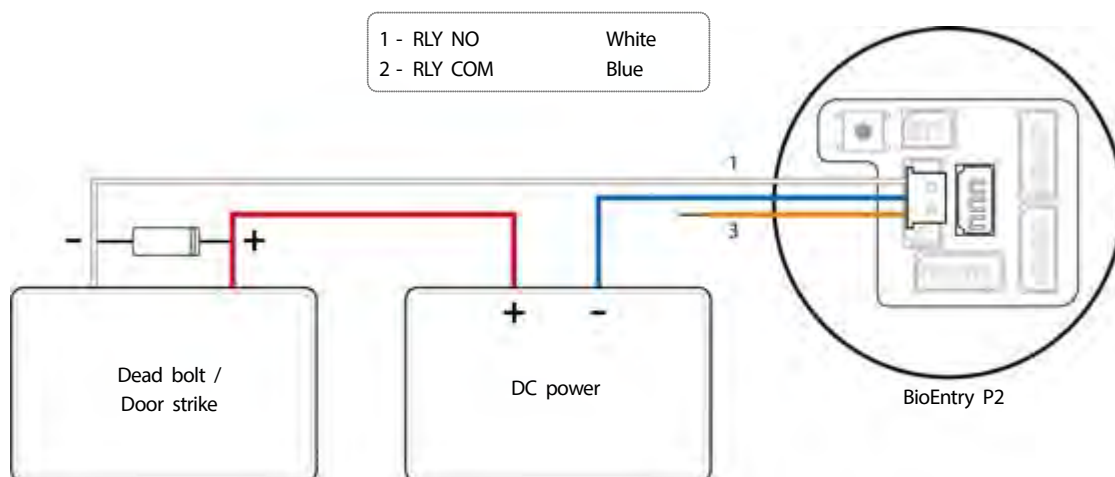 1 - RLY NO White
2 - RLY COM Blue
1
3
- +
+ -
Dead bolt /
Door strike
DC power
BioEntry P2